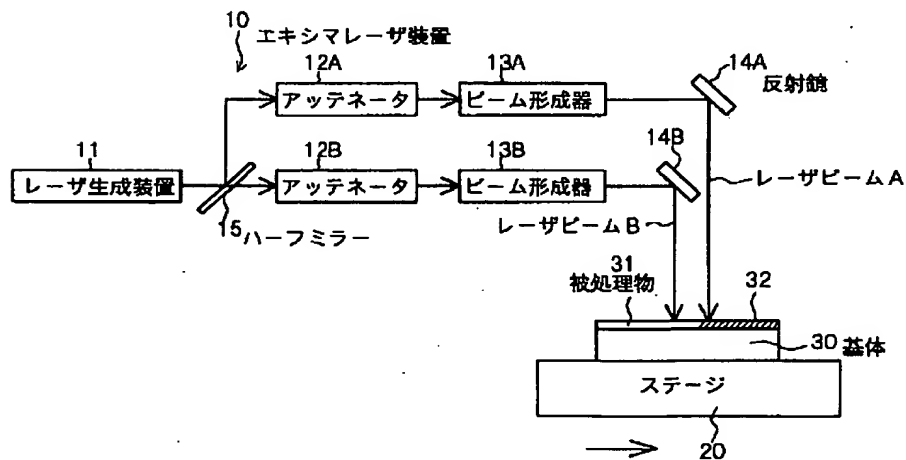 10
エキシマレーザ装置
12A
アッテネータ
13A
ビーム形成器
14A
反射鏡
11
レーザ生成装置
12B
アッテネータ
13B
ビーム形成器
14B
レーザビームA
15
ハーフミラー
レーザビームB
31
被処理物
32
30 基体
ステージ
20